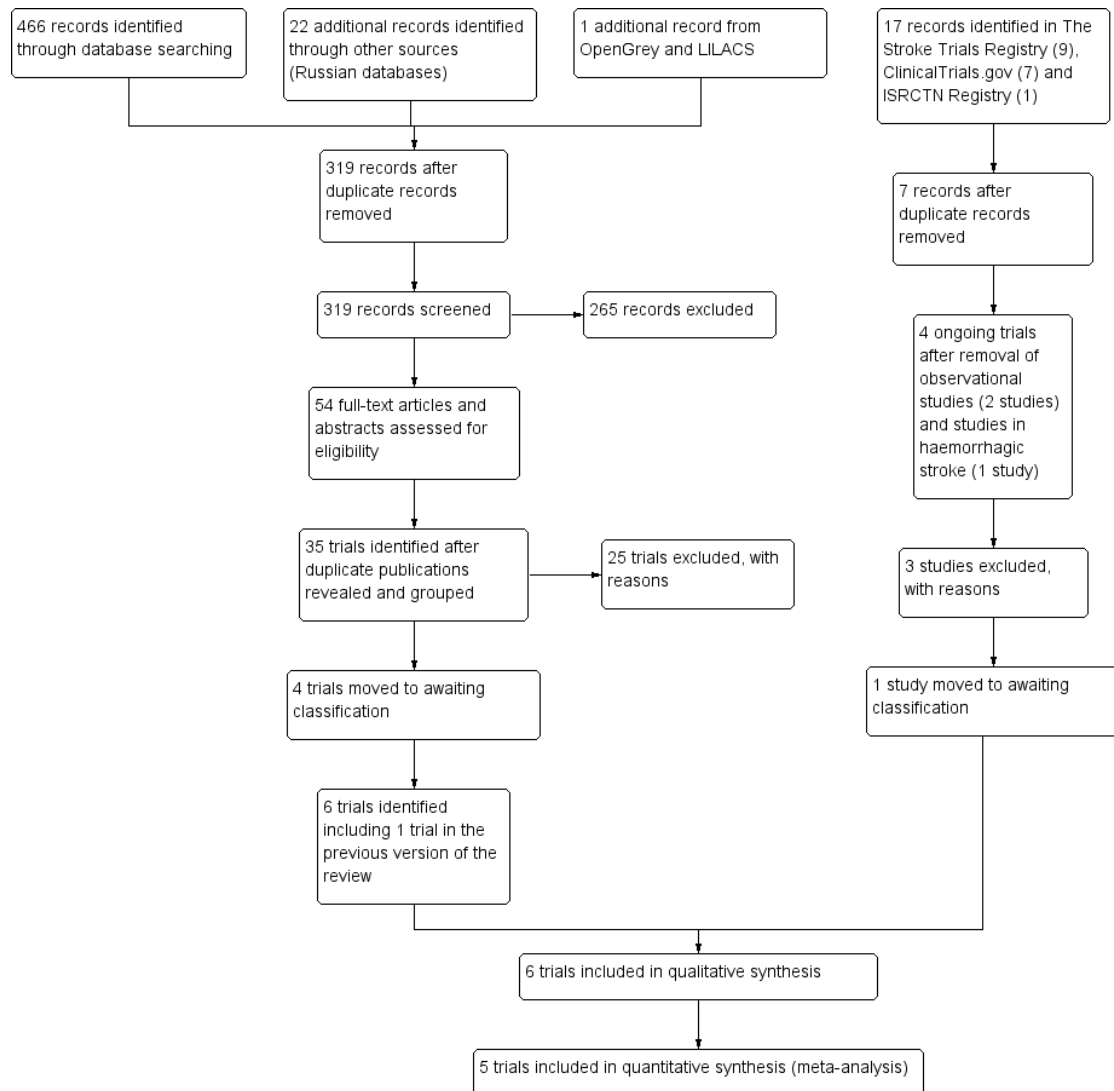 466 records identified
through database searching
22 additional records identified
through other sources
(Russian databases)
1 additional record from
OpenGrey and LILACS
17 records identified in The
Stroke Trials Registry (9),
ClinicalTrials.gov (7) and
ISRCTN Registry (1)
319 records after
duplicate records
removed
7 records after
duplicate records
removed
319 records screened
265 records excluded
4 ongoing trials
after removal of
observational
studies (2 studies)
and studies in
haemorrhagic
stroke (1 study)
54 full-text articles and
abstracts assessed for
eligibility
35 trials identified after
duplicate publications
revealed and grouped
25 trials excluded, with
reasons
3 studies excluded,
with reasons
4 trials moved to awaiting
classification
1 study moved to awaiting
classification
6 trials identified
including 1 trial in the
previous version of the
review
6 trials included in qualitative synthesis
5 trials included in quantitative synthesis (meta-analysis)